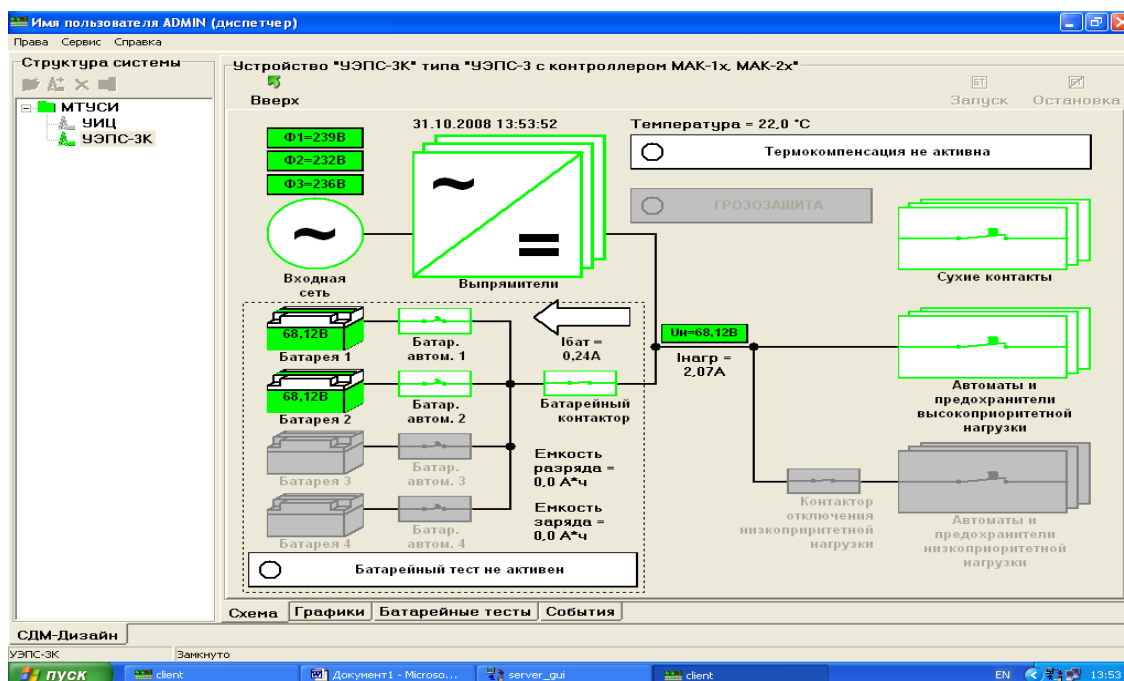 Имя пользователя ADMIN (диспетчер)
Права Сервис Справка
Структура системы
МТУСИ
УИЦ
УЭПС-3К
Устройство "УЭПС-3К" типа "УЭПС-3 с контроллером МАК-1х, МАК-2х"
Вверх
БТ
Запуск
БТ
Остановка
31.10.2008 13:53:52
Температура = 22,0 °C
Ф1=239В
Ф2=232В
Ф3=236В
Термокомпенсация не активна
ГРОЗОЗАЩИТА
Входная
сеть
Выпрямители
Сухие контакты
68,12В
Батарея 1
Батар.
автом. 1
Iбат =
0,24А
Uн=68,12В
Iнагр =
2,07А
68,12В
Батарея 2
Батар.
автом. 2
Батарейный
контактор
Автоматы и
предохранители
высокоприоритетной
нагрузки
Батарея 3
Батар.
автом. 3
Емкость
разряда =
0,0 А*ч
Батарея 4
Батар.
автом. 4
Емкость
заряда =
0,0 А*ч
Контактор
отключения
низкоприритетной
нагрузки
Автоматы и
предохранители
низкоприоритетной
нагрузки
Батарейный тест не активен
Схема Графики Батарейные тесты События
СДМ-Дизайн
УЭПС-3К Замкнуто
пуск client Документ1 - Microso... server_gui client EN 13:53